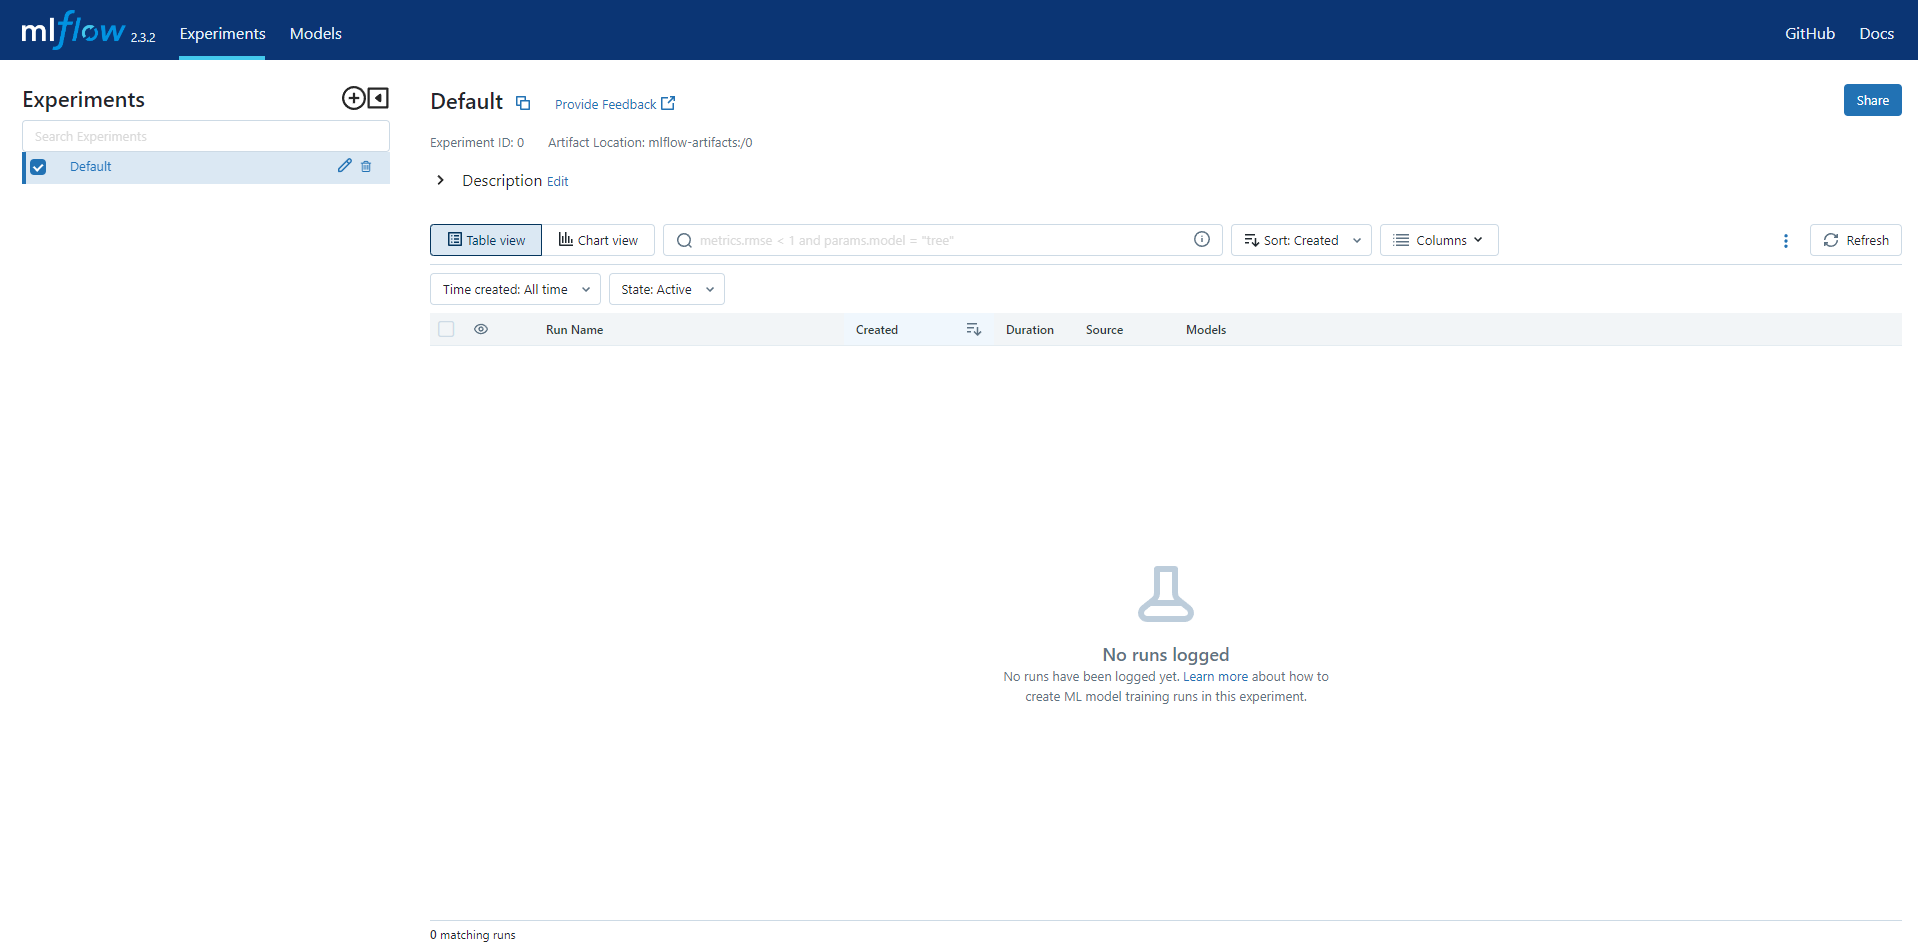 mlflow 2.3.2 Experiments Models GitHub Docs
Experiments
Search Experiments
Default
Default Provide Feedback Share
Experiment ID: 0 Artifact Location: mlflow-artifacts:/0
Description Edit
Table view Chart view metrics.rmse < 1 and params.model = "tree" Sort: Created Columns Refresh
Time created: All time State: Active
Run Name Created Duration Source Models
No runs logged
No runs have been logged yet. Learn more about how to
create ML model training runs in this experiment.
0 matching runs